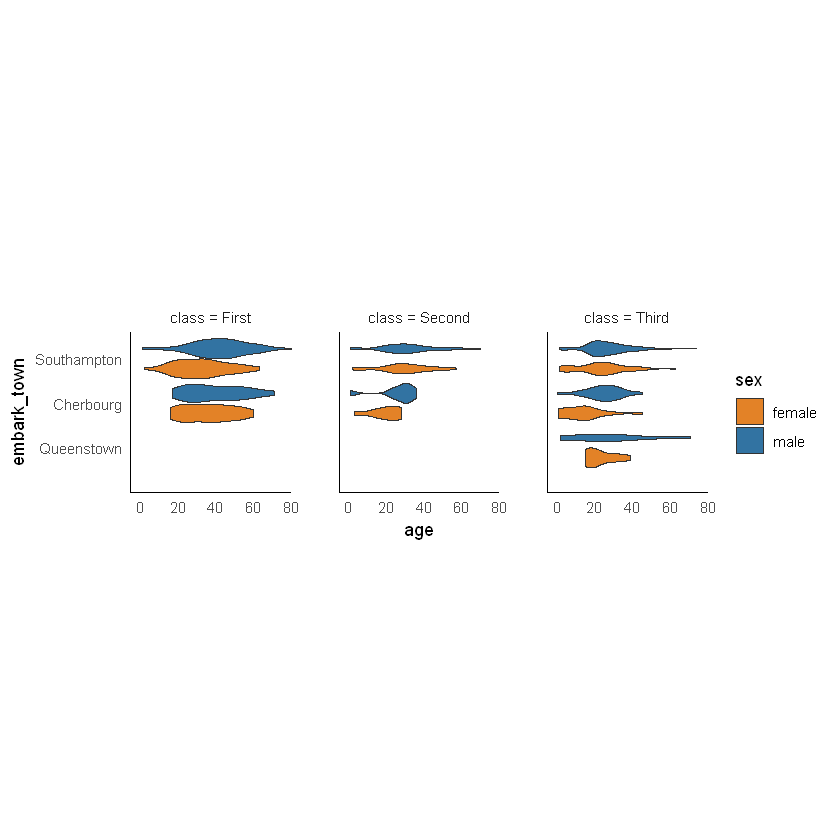 class = First
class = Second
class = Third
embark_town
Southampton
Cherbourg
Queenstown
0 20 40 60 80
0 20 40 60 80
0 20 40 60 80
age
sex
female
male